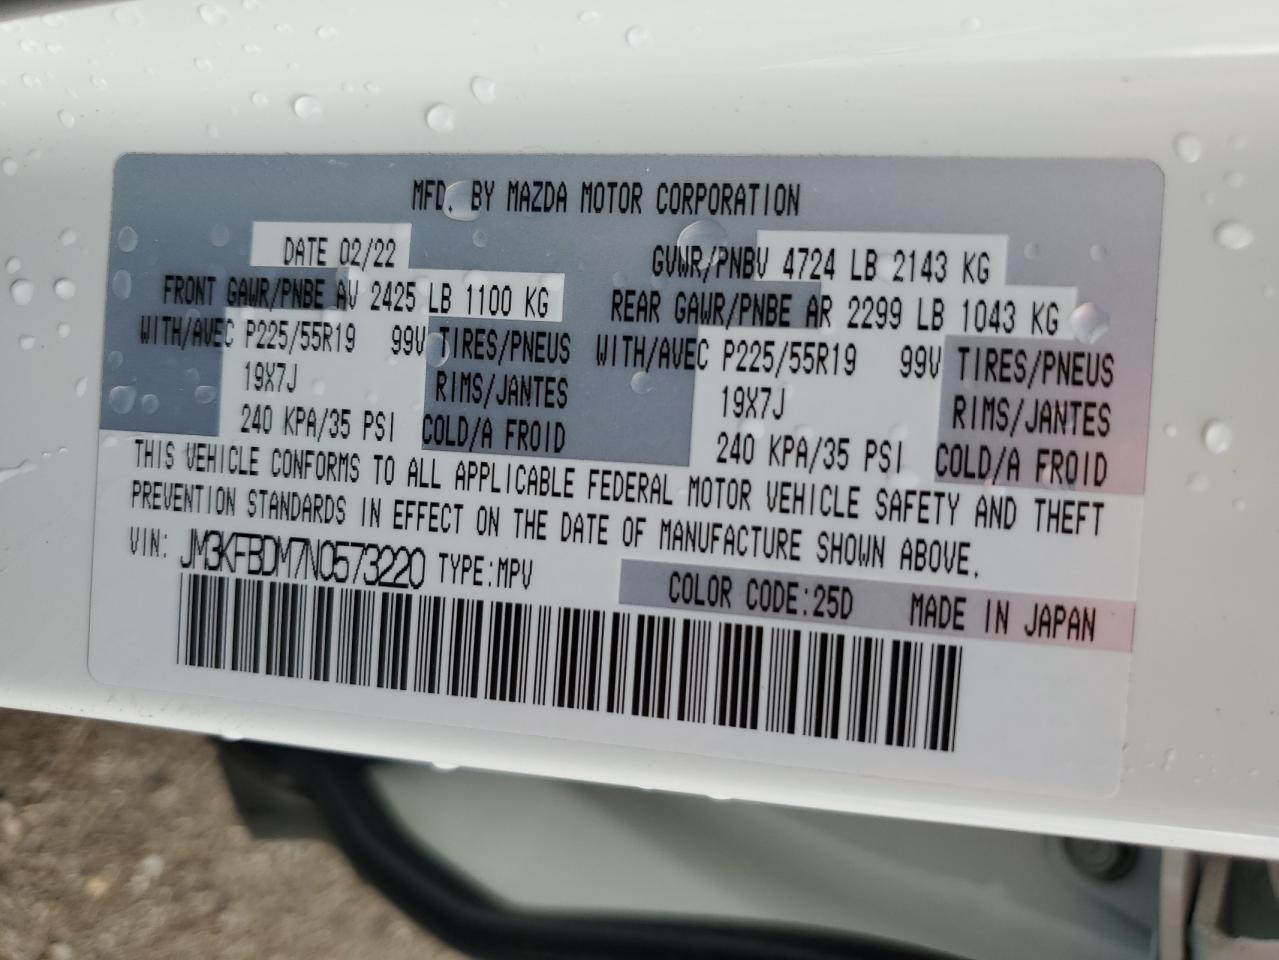 MFD. BY MAZDA MOTOR CORPORATION
DATE 02/22 GVWR/PNBV 4724 LB 2143 KG
FRONT GAWR/PNBE AV 2425 LB 1100 KG REAR GAWR/PNBE AR 2299 LB 1043 KG
WITH/AVEC P225/55R19 99V TIRES/PNEUS WITH/AVEC P225/55R19 99V TIRES/PNEUS
19X7J RIMS/JANTES 19X7J RIMS/JANTES
240 KPA/35 PSI COLD/A FROID 240 KPA/35 PSI COLD/A FROID
THIS VEHICLE CONFORMS TO ALL APPLICABLE FEDERAL MOTOR VEHICLE SAFETY AND THEFT
PREVENTION STANDARDS IN EFFECT ON THE DATE OF MANUFACTURE SHOWN ABOVE.
VIN: JM3KFBDM7N0573220 TYPE:MPV COLOR CODE:25D MADE IN JAPAN